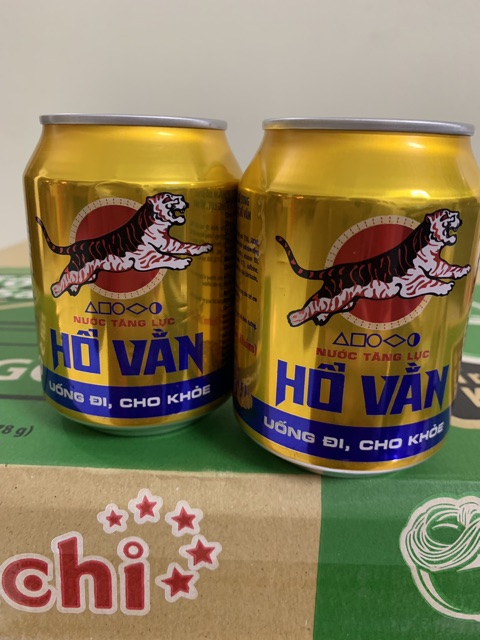 △□○◇◑
NƯỚC TĂNG LỰC
HỔ VẰN
UỐNG ĐI, CHO KHỎE
△□○◇◑
NƯỚC TĂNG LỰC
HỔ VẰN
UỐNG ĐI, CHO KHỎE
78 g)
chi